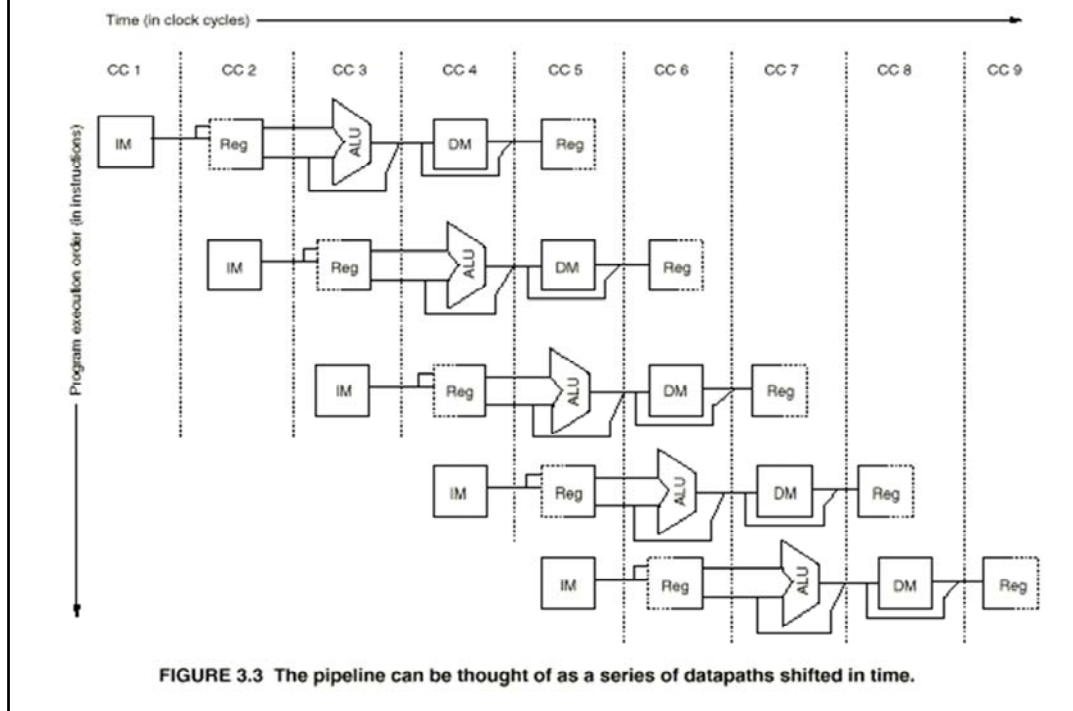 Time (in clock cycles)
CC 1 CC 2 CC 3 CC 4 CC 5 CC 6 CC 7 CC 8 CC 9
Program execution order (in instructions)
IM Reg ALU DM Reg
IM Reg ALU DM Reg
IM Reg ALU DM Reg
IM Reg ALU DM Reg
IM Reg ALU DM Reg
FIGURE 3.3 The pipeline can be thought of as a series of datapaths shifted in time.